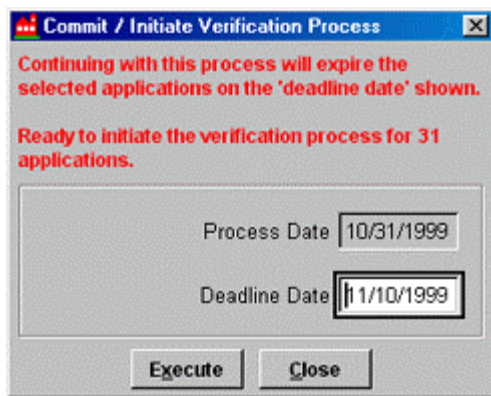 Commit / Initiate Verification Process
Continuing with this process will expire the
selected applications on the 'deadline date' shown.
Ready to initiate the verification process for 31
applications.
Process Date 10/31/1999
Deadline Date 11/10/1999
Execute Close